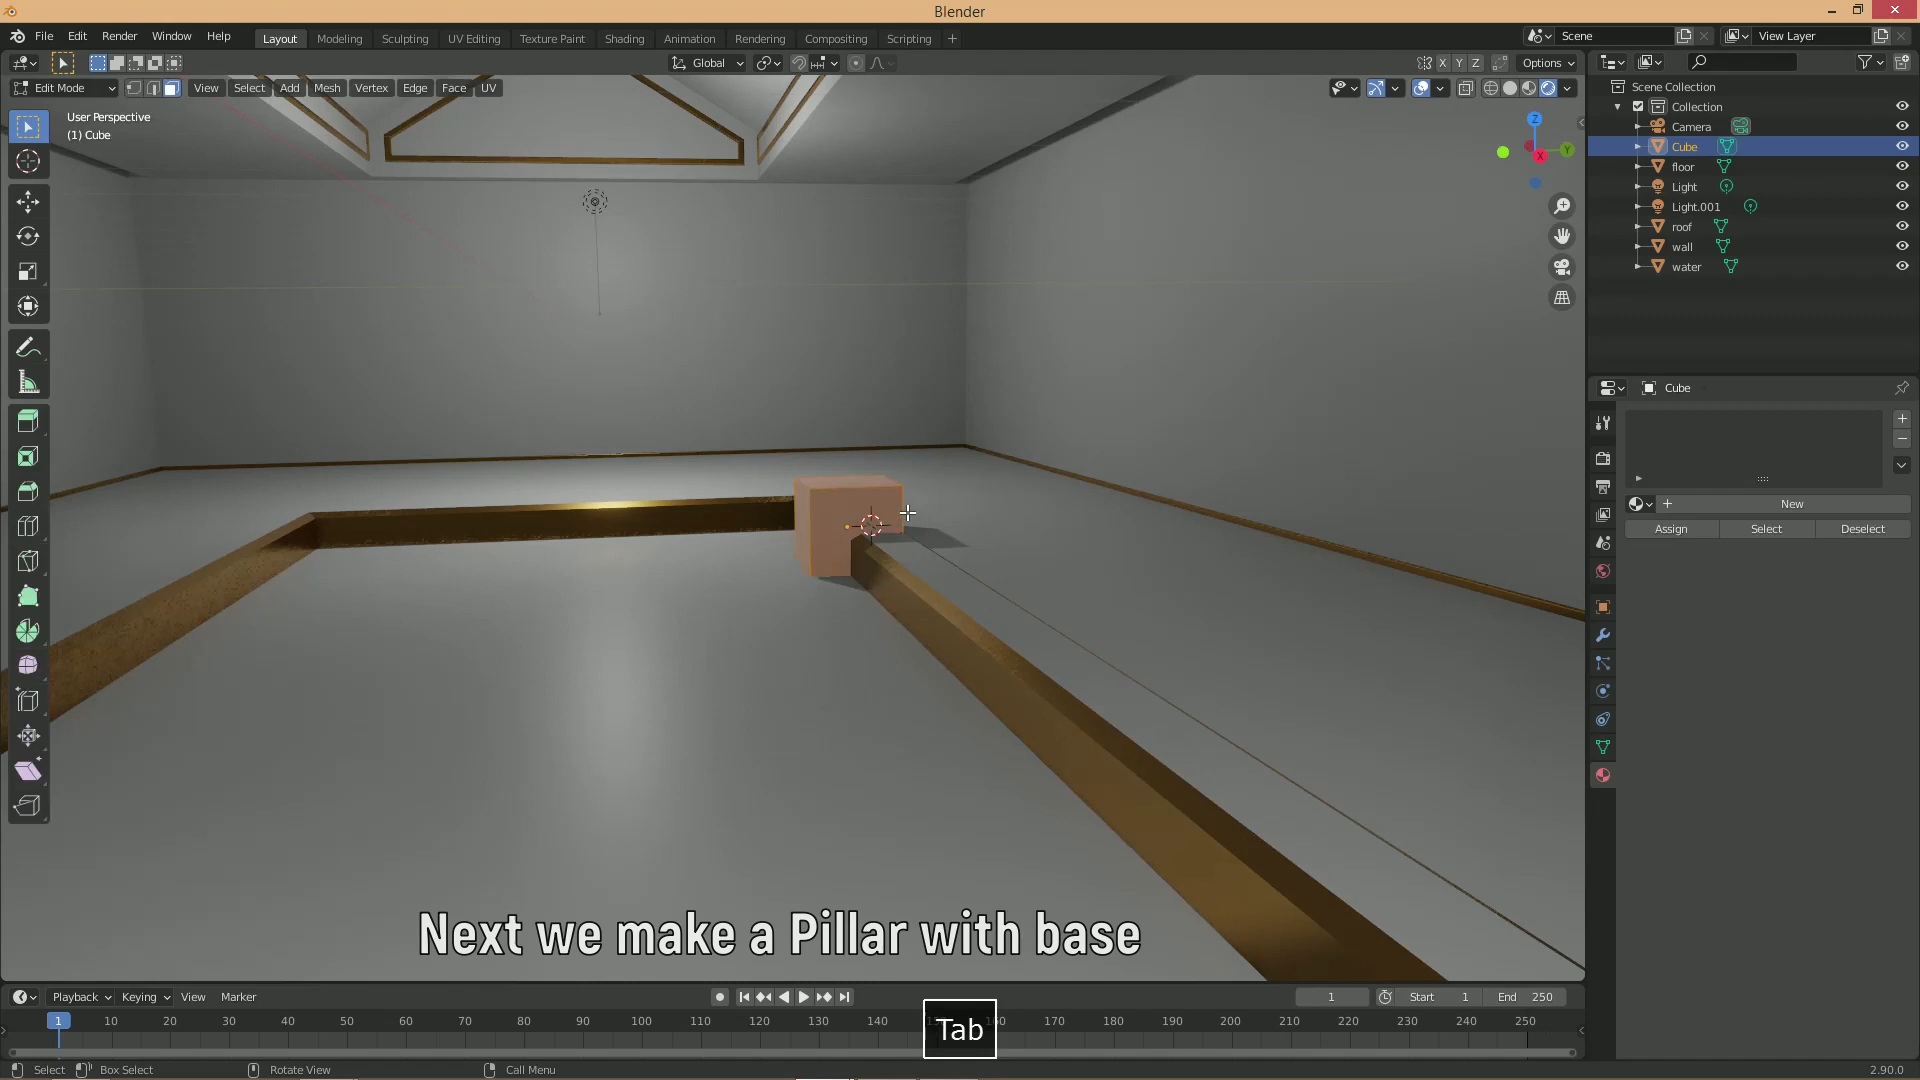 Blender
File Edit Render Window Help
Layout Modeling Sculpting UV Editing Texture Paint Shading Animation Rendering Compositing Scripting
Scene
View Layer
Global
X Y Z
Options
Edit Mode
View Select Add Mesh Vertex Edge Face UV
User Perspective
(1) Cube
Z
Y
X
Scene Collection
Collection
Camera
Cube
floor
Light
Light.001
roof
wall
water
Cube
New
Assign Select Deselect
Next we make a Pillar with base
Playback Keying View Marker
1
Start 1
End 250
1 10 20 30 40 50 60 70 80 90 100 110 120 130 140 160 170 180 190 200 210 220 230 240 250
Tab
Select Box Select Rotate View Call Menu
2.90.0